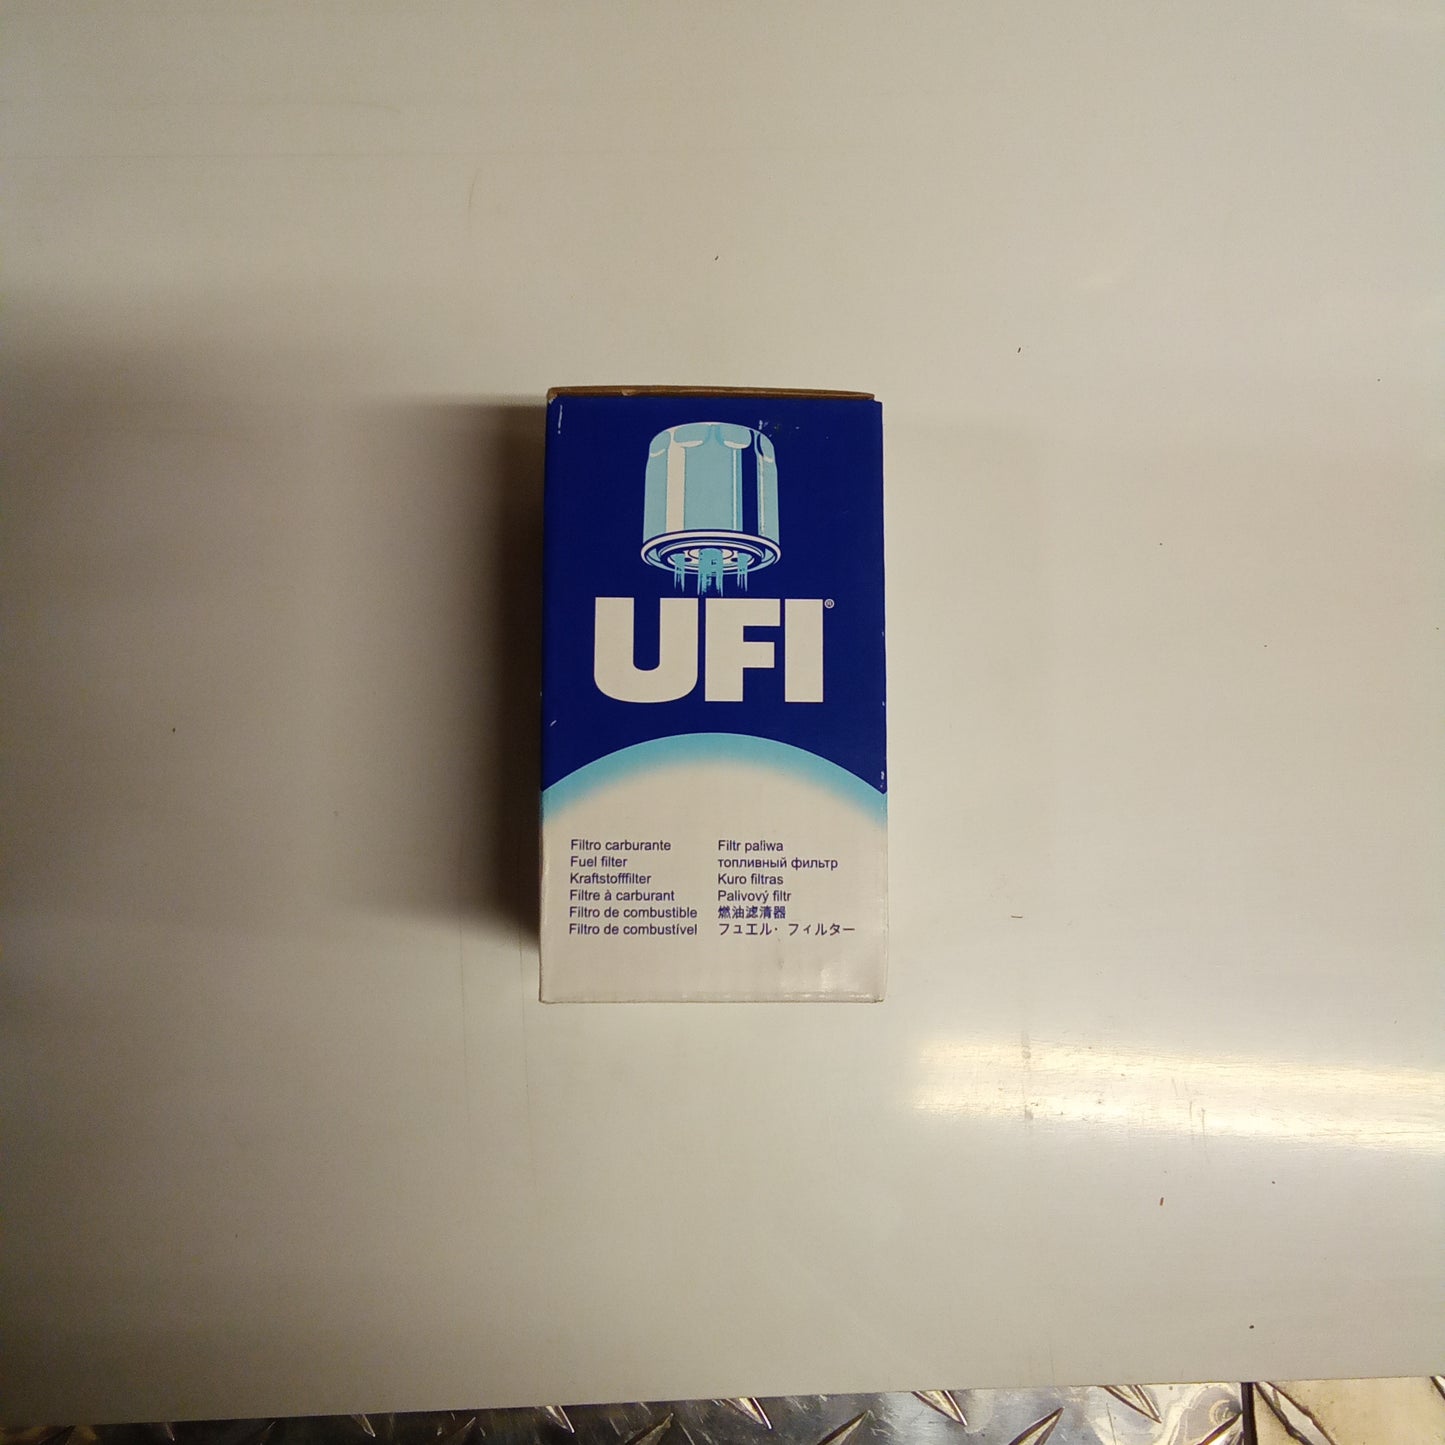 UFI®
Filtro carburante
Fuel filter
Kraftstofffilter
Filtre à carburant
Filtro de combustible
Filtro de combustível
Filtr paliwa
топливный фильтр
Kuro filtras
Palivový filtr
燃油滤清器
フュエル・フィルター